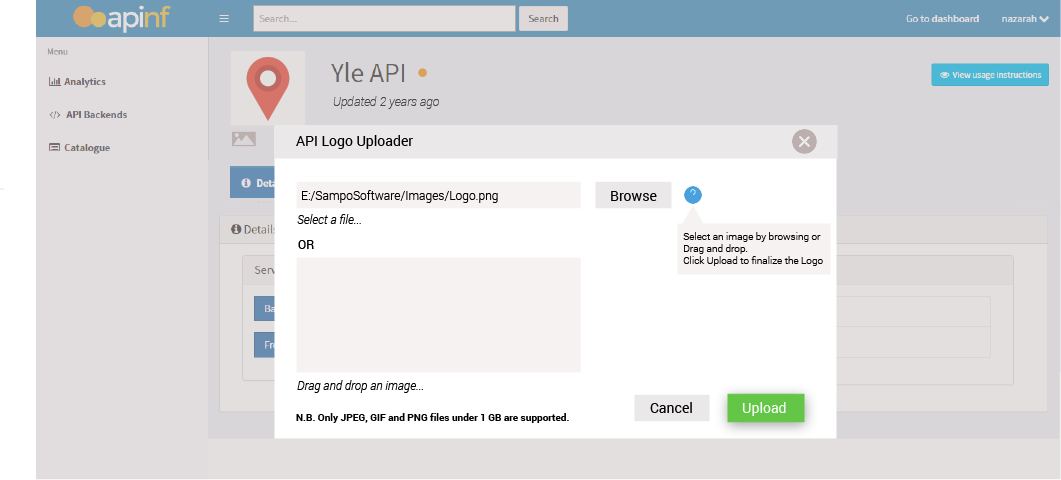 apinf
Search...
Search
Go to dashboard
nazarah
Menu
Analytics
API Backends
Catalogue
Yle API
Updated 2 years ago
View usage instructions
API Logo Uploader
E:/SampoSoftware/Images/Logo.png
Browse
?
Select a file...
OR
Select an image by browsing or
Drag and drop.
Click Upload to finalize the Logo
Drag and drop an image...
N.B. Only JPEG, GIF and PNG files under 1 GB are supported.
Cancel
Upload
Deta
Details
Serv
Ba
Fr